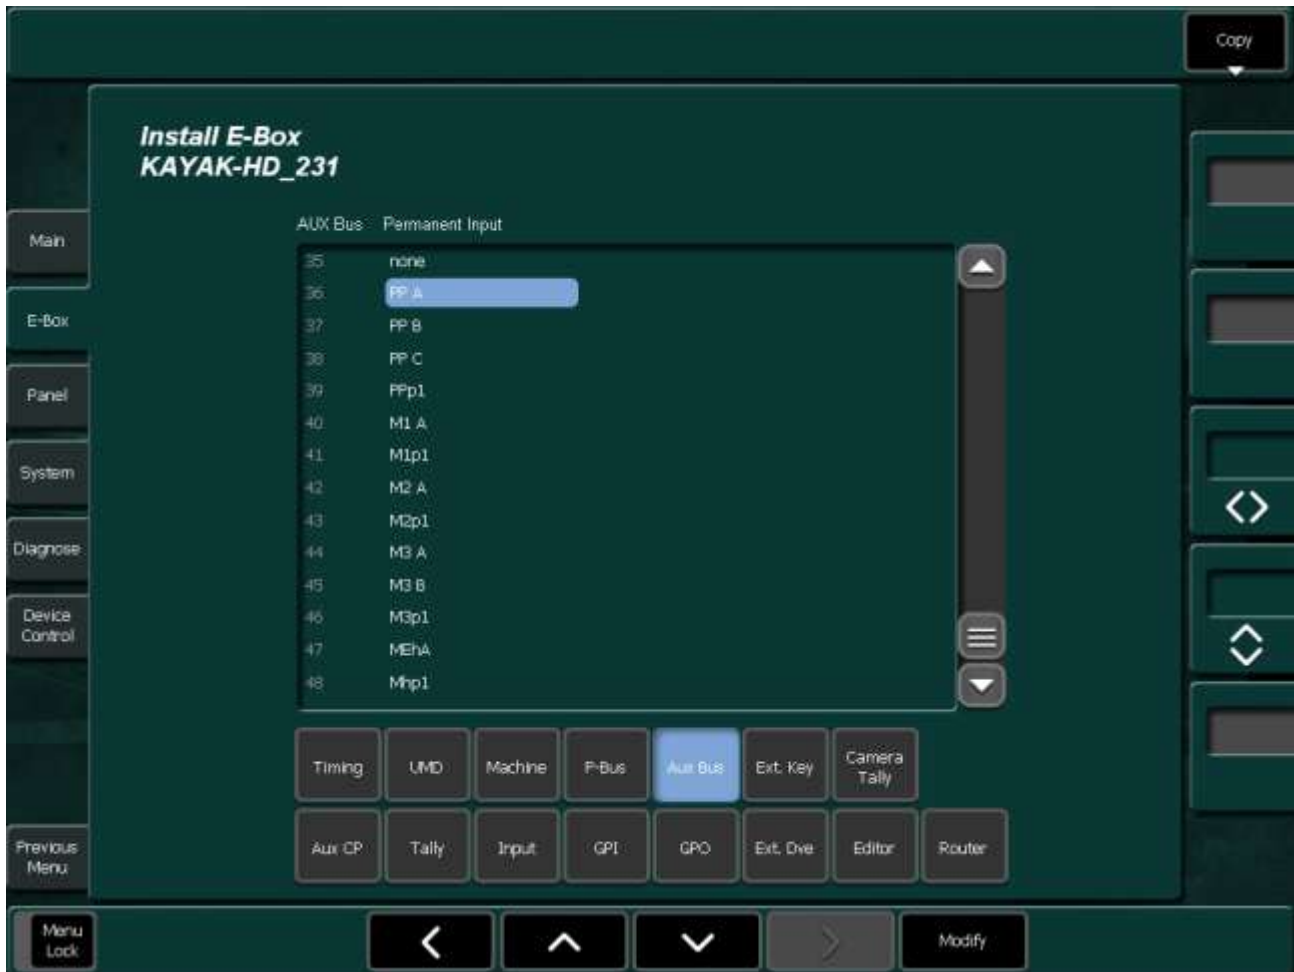 Copy
Install E-Box
KAYAK-HD_231
AUX Bus Permanent Input
35 none
36 PP A
37 PP B
38 PP C
39 PPp1
40 M1 A
41 M1p1
42 M2 A
43 M2p1
44 M3 A
45 M3 B
46 M3p1
47 MEhA
48 Mhp1
Main
E-Box
Panel
System
Diagnose
Device
Control
Previous
Menu
Timing UMD Machine P-Bus Aux Bus Ext. Key Camera
Tally
Aux CP Tally Input GPI GPO Ext. Dve Editor Router
Menu
Lock
Modify